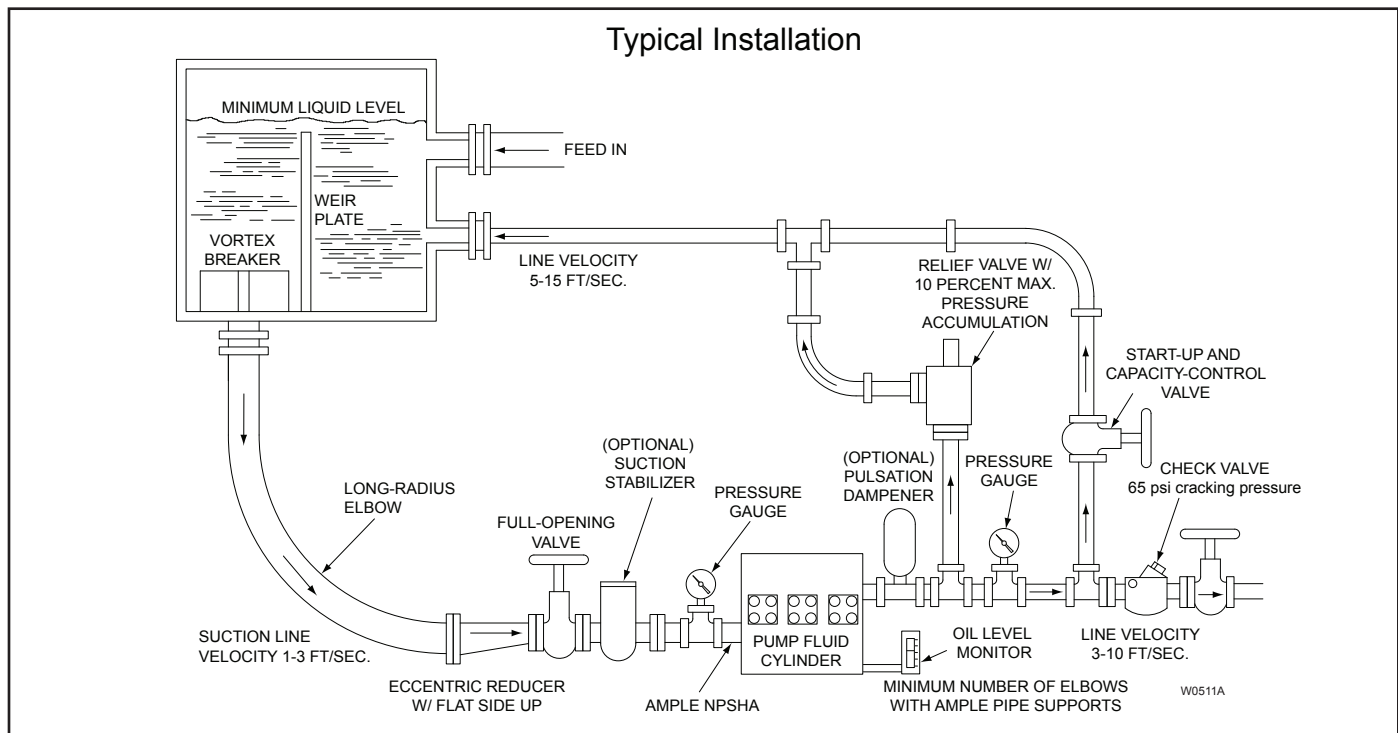 Typical Installation
MINIMUM LIQUID LEVEL
FEED IN
WEIR
PLATE
VORTEX
BREAKER
LINE VELOCITY
5-15 FT/SEC.
RELIEF VALVE W/
10 PERCENT MAX.
PRESSURE
ACCUMULATION
START-UP AND
CAPACITY-CONTROL
VALVE
(OPTIONAL)
SUCTION
STABILIZER
(OPTIONAL)
PULSATION
DAMPENER
PRESSURE
GAUGE
CHECK VALVE
65 psi cracking pressure
LONG-RADIUS
ELBOW
FULL-OPENING
VALVE
PRESSURE
GAUGE
SUCTION LINE
VELOCITY 1-3 FT/SEC.
PUMP FLUID
CYLINDER
OIL LEVEL
MONITOR
LINE VELOCITY
3-10 FT/SEC.
ECCENTRIC REDUCER
W/ FLAT SIDE UP
AMPLE NPSHA
MINIMUM NUMBER OF ELBOWS
WITH AMPLE PIPE SUPPORTS
W0511A